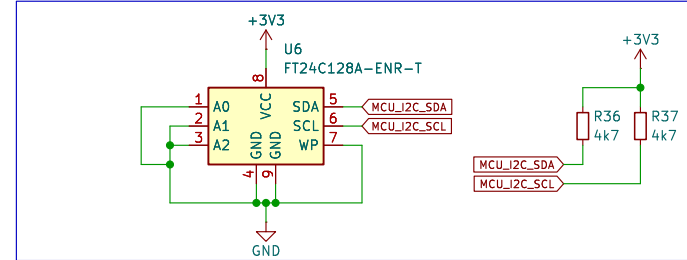 +3V3
U6
FT24C128A-ENR-T
+3V3
8
VCC
1 A0 SDA 5 MCU_I2C_SDA
2 A1 SCL 6 MCU_I2C_SCL
3 A2 GND GND WP 7
4 9
GND
R36 R37
4k7 4k7
MCU_I2C_SDA
MCU_I2C_SCL